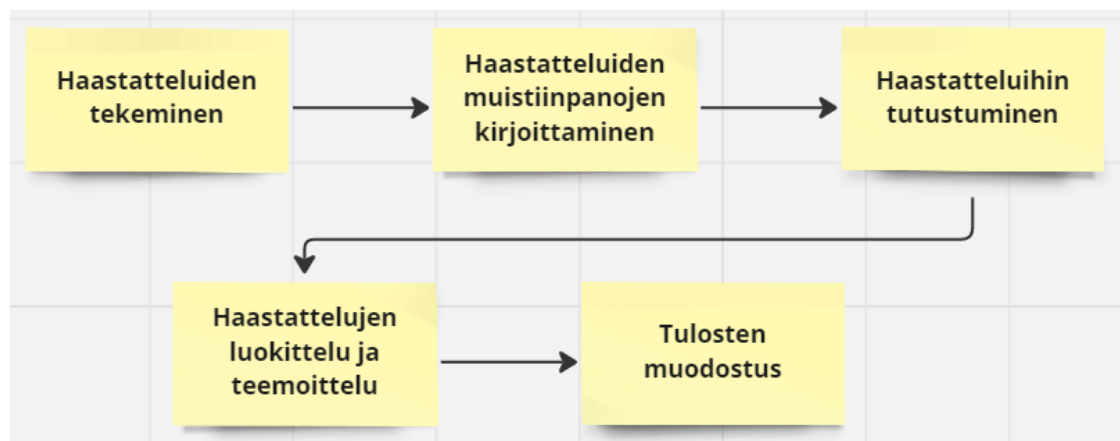 Haastatteluiden
tekeminen
Haastatteluiden
muistiinpanojen
kirjoittaminen
Haastatteluihin
tutustuminen
Haastattelujen
luokittelu ja
teemoittelu
Tulosten
muodostus